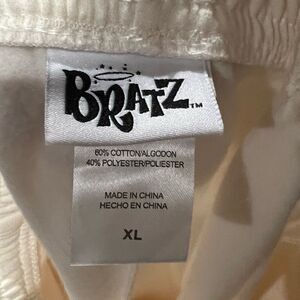 BRATZ™
60% COTTON/ALGODON
40% POLYESTER/POLIESTER
MADE IN CHINA
HECHO EN CHINA
XL